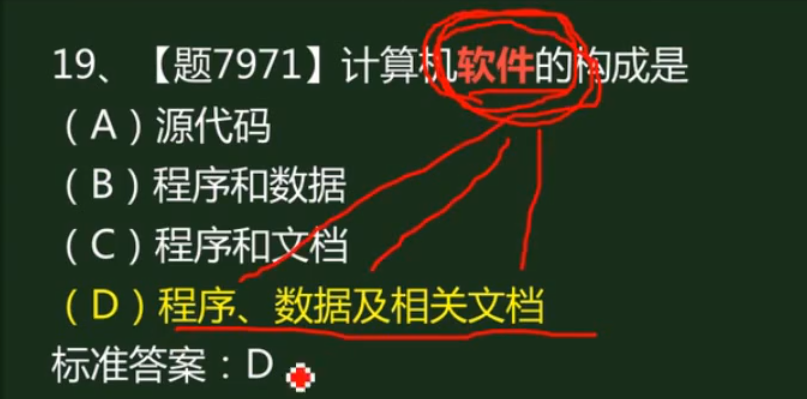 19、【题7971】计算机软件的构成是
（A）源代码
（B）程序和数据
（C）程序和文档
（D）程序、数据及相关文档
标准答案：D